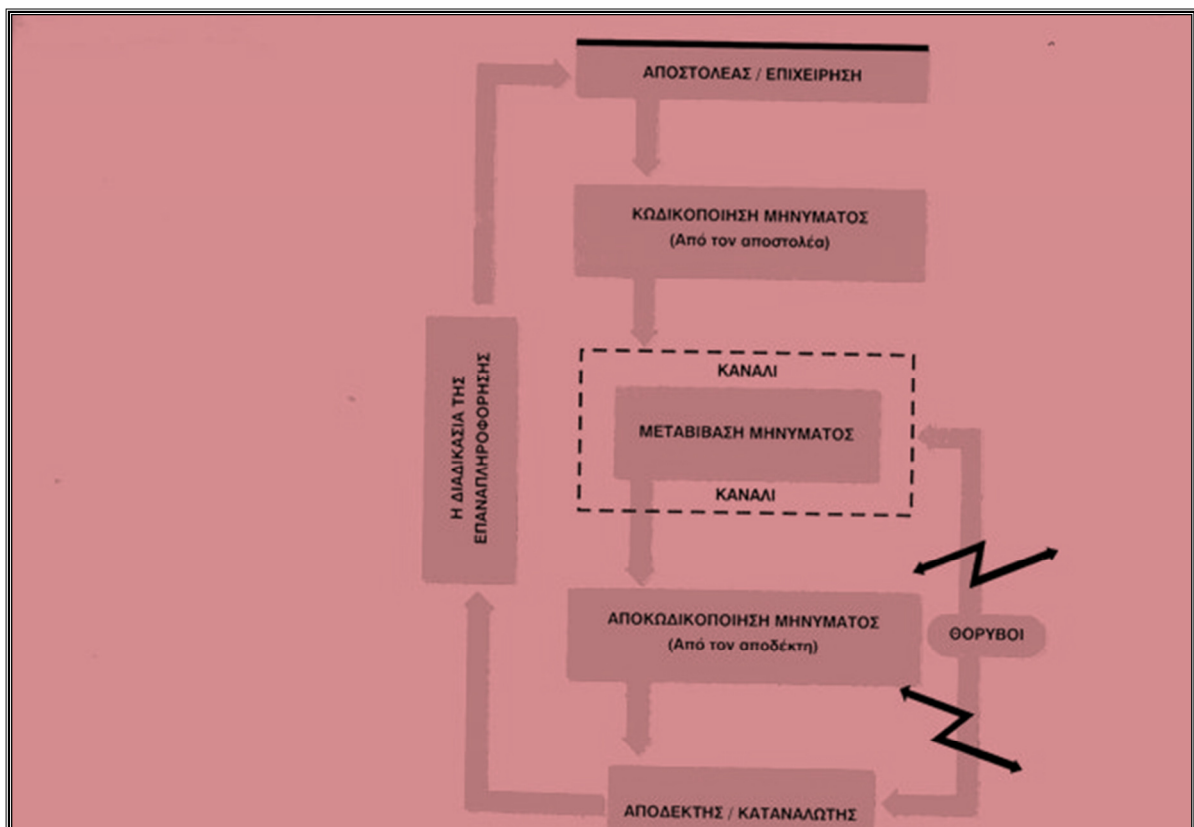 ΑΠΟΣΤΟΛΕΑΣ / ΕΠΙΧΕΙΡΗΣΗ
ΚΩΔΙΚΟΠΟΙΗΣΗ ΜΗΝΥΜΑΤΟΣ
(Από τον αποστολέα)
ΚΑΝΑΛΙ
ΜΕΤΑΒΙΒΑΣΗ ΜΗΝΥΜΑΤΟΣ
ΚΑΝΑΛΙ
Η ΔΙΑΔΙΚΑΣΙΑ ΤΗΣ
ΕΠΑΝΑΠΛΗΡΟΦΟΡΗΣΗΣ
ΑΠΟΚΩΔΙΚΟΠΟΙΗΣΗ ΜΗΝΥΜΑΤΟΣ
(Από τον αποδέκτη)
ΘΟΡΥΒΟΙ
ΑΠΟΔΕΚΤΗΣ / ΚΑΤΑΝΑΛΩΤΗΣ